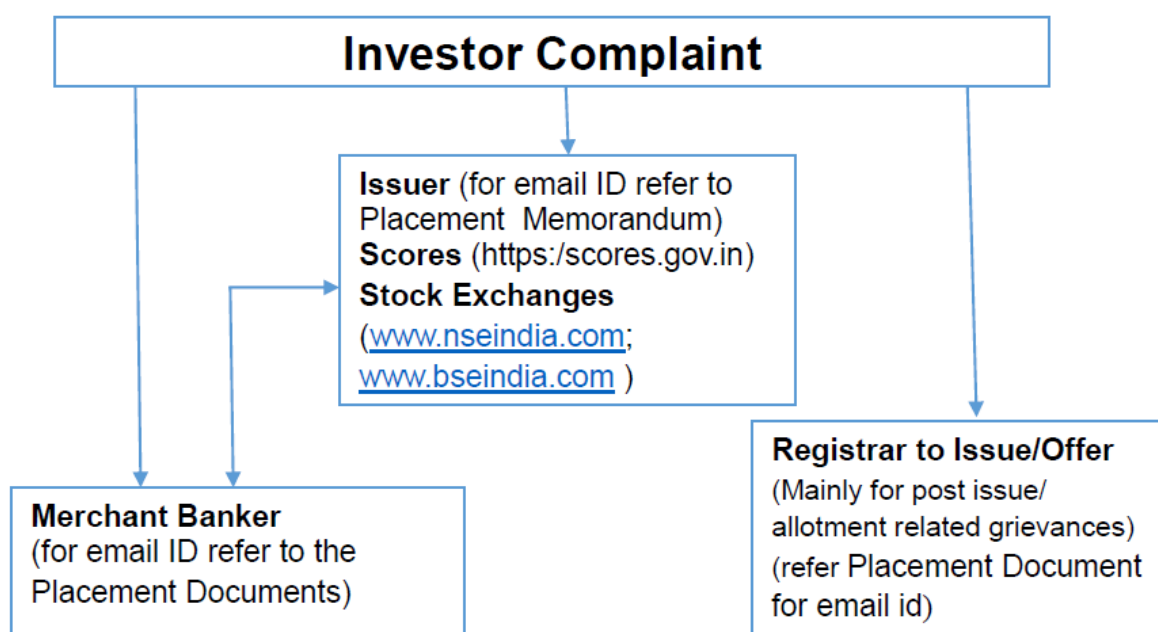 Investor Complaint
Issuer (for email ID refer to
Placement Memorandum)
Scores (https:/scores.gov.in)
Stock Exchanges
(www.nseindia.com;
www.bseindia.com )
Merchant Banker
(for email ID refer to the
Placement Documents)
Registrar to Issue/Offer
(Mainly for post issue/
allotment related grievances)
(refer Placement Document
for email id)